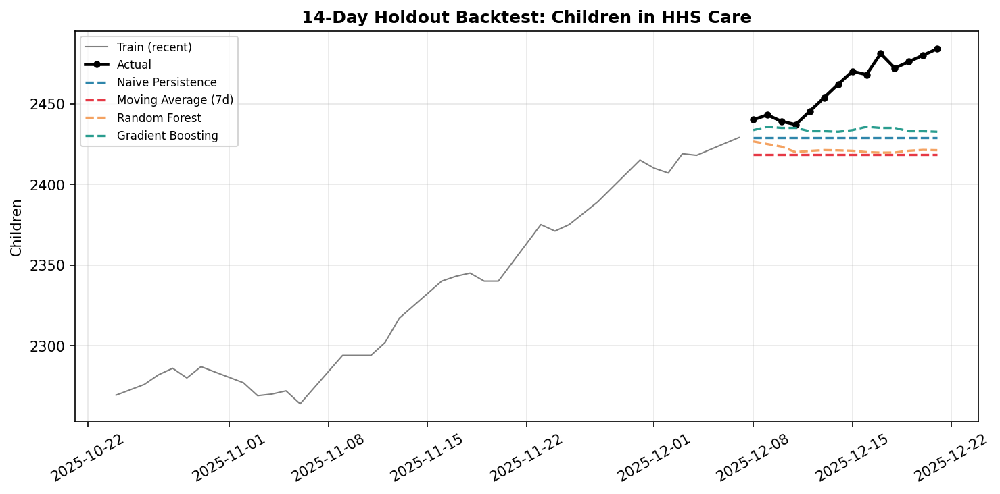 14-Day Holdout Backtest: Children in HHS Care
Train (recent)
Actual
Naive Persistence
Moving Average (7d)
Random Forest
Gradient Boosting
Children
2450
2400
2350
2300
2025-10-22
2025-11-01
2025-11-08
2025-11-15
2025-11-22
2025-12-01
2025-12-08
2025-12-15
2025-12-22